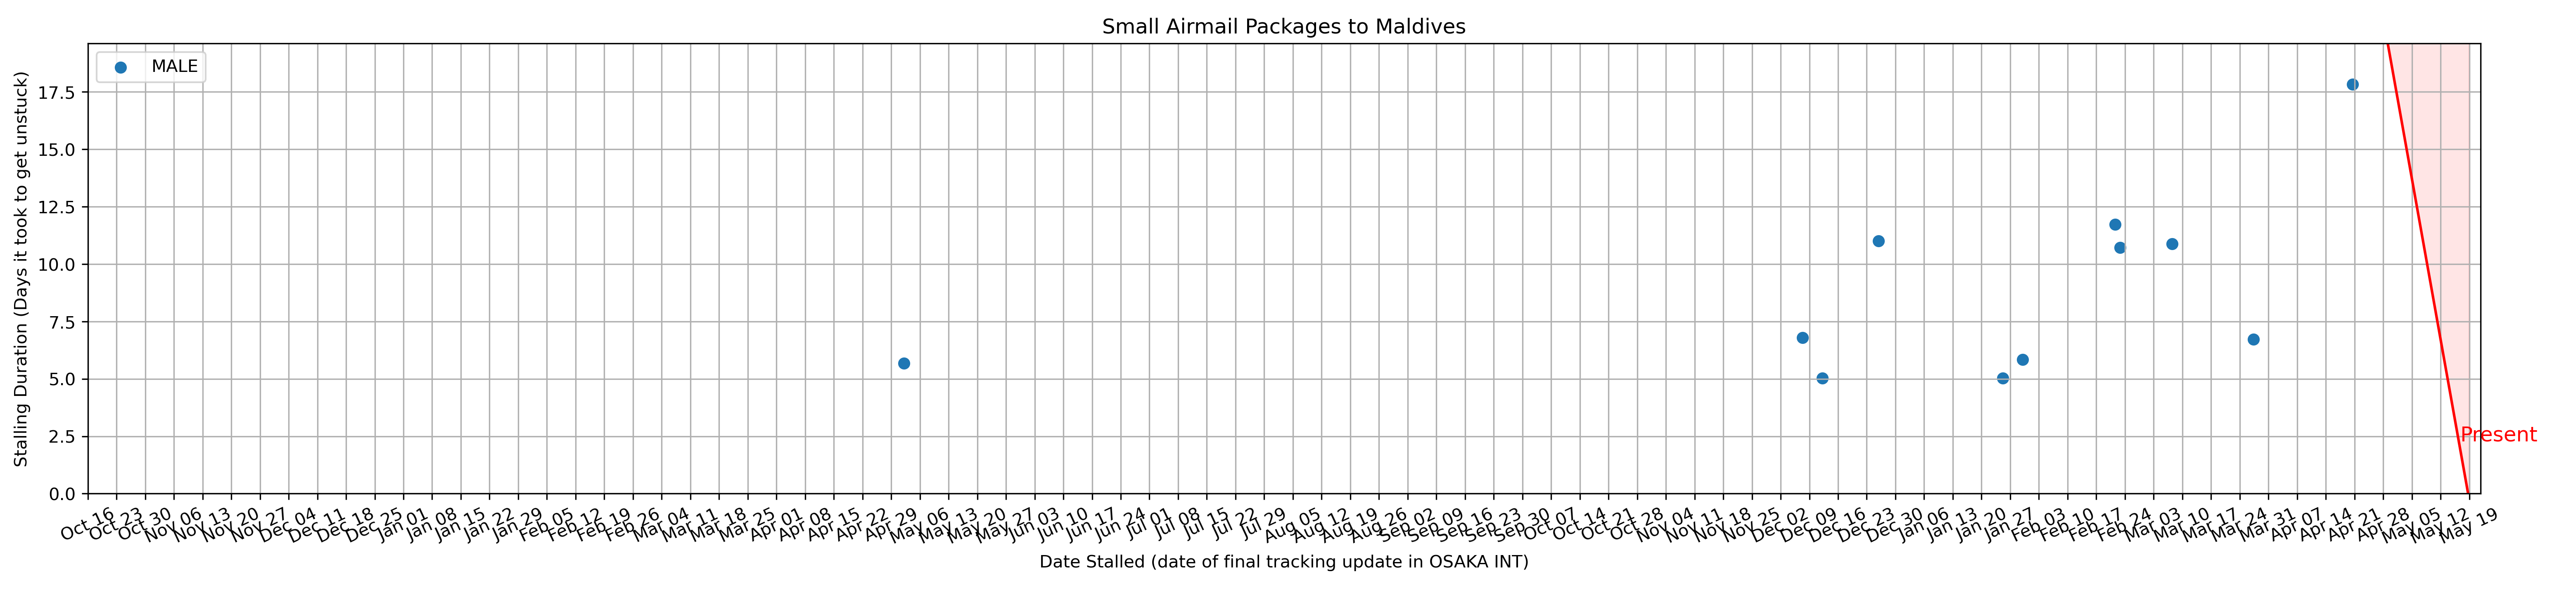 Small Airmail Packages to Maldives
MALE
Stalling Duration (Days it took to get unstuck)
17.5
15.0
12.5
10.0
7.5
5.0
2.5
0.0
Present
Oct 16
Oct 23
Oct 30
Nov 06
Nov 13
Nov 20
Nov 27
Dec 04
Dec 11
Dec 18
Dec 25
Jan 01
Jan 08
Jan 15
Jan 22
Jan 29
Feb 05
Feb 12
Feb 19
Feb 26
Mar 04
Mar 11
Mar 18
Mar 25
Apr 01
Apr 08
Apr 15
Apr 22
Apr 29
May 06
May 13
May 20
May 27
Jun 03
Jun 10
Jun 17
Jun 24
Jul 01
Jul 08
Jul 15
Jul 22
Jul 29
Aug 05
Aug 12
Aug 19
Aug 26
Sep 02
Sep 09
Sep 16
Sep 23
Sep 30
Oct 07
Oct 14
Oct 21
Oct 28
Nov 04
Nov 11
Nov 18
Nov 25
Dec 02
Dec 09
Dec 16
Dec 23
Dec 30
Jan 06
Jan 13
Jan 20
Jan 27
Feb 03
Feb 10
Feb 17
Feb 24
Mar 03
Mar 10
Mar 17
Mar 24
Mar 31
Apr 07
Apr 14
Apr 21
Apr 28
May 05
May 12
May 19
Date Stalled (date of final tracking update in OSAKA INT)